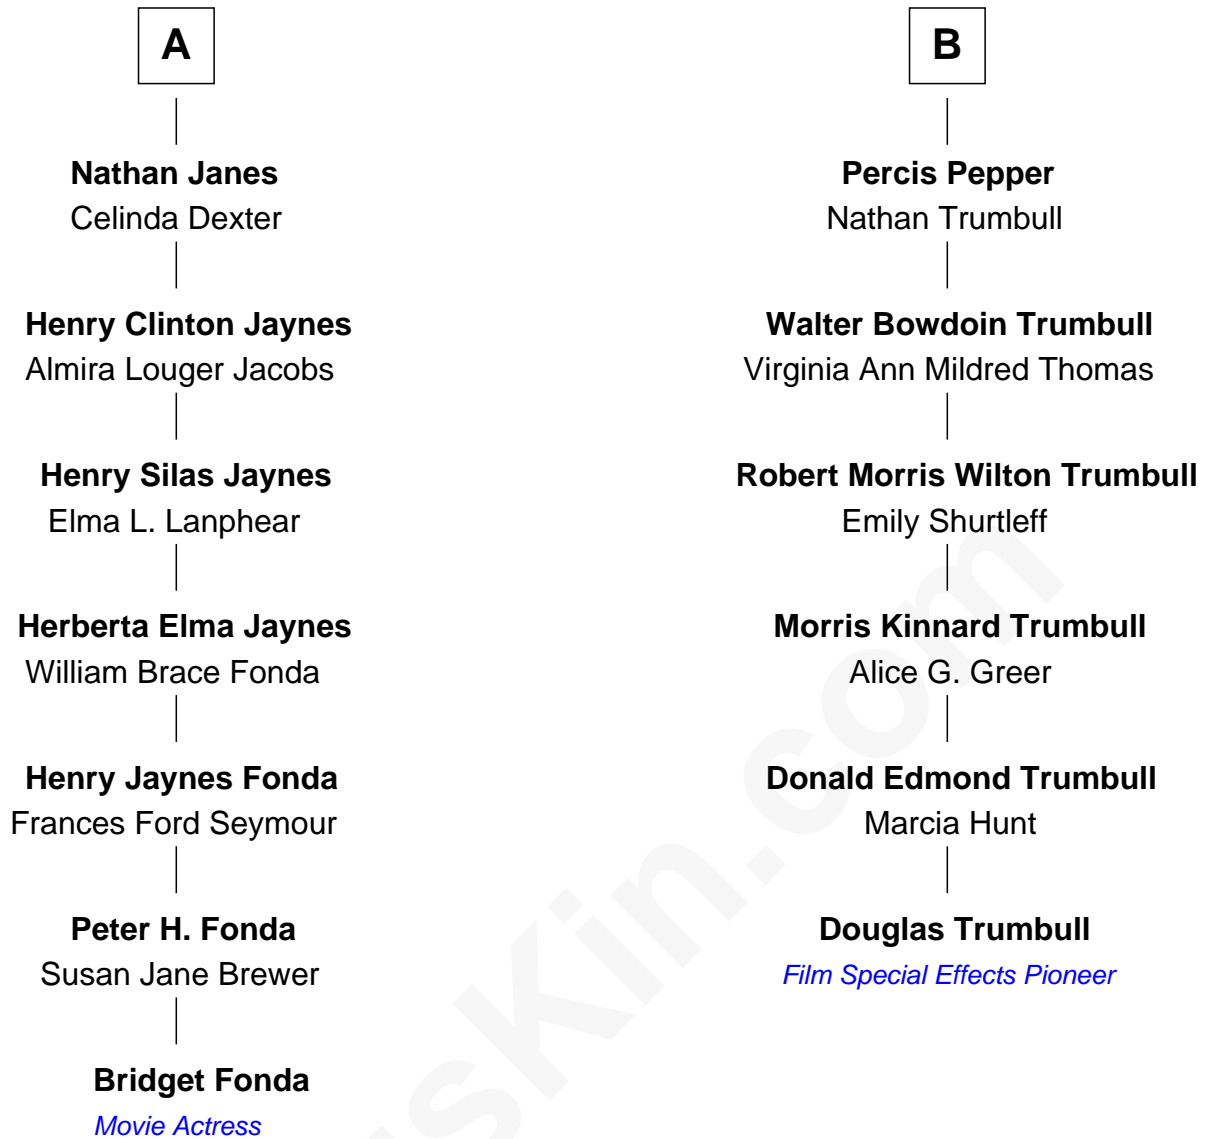 A
Nathan Janes
Celinda Dexter
Henry Clinton Jaynes
Almira Louger Jacobs
Henry Silas Jaynes
Elma L. Lanphear
Herberta Elma Jaynes
William Brace Fonda
Henry Jaynes Fonda
Frances Ford Seymour
Peter H. Fonda
Susan Jane Brewer
Bridget Fonda
Movie Actress
B
Percis Pepper
Nathan Trumbull
Walter Bowdoin Trumbull
Virginia Ann Mildred Thomas
Robert Morris Wilton Trumbull
Emily Shurtleff
Morris Kinnard Trumbull
Alice G. Greer
Donald Edmond Trumbull
Marcia Hunt
Douglas Trumbull
Film Special Effects Pioneer